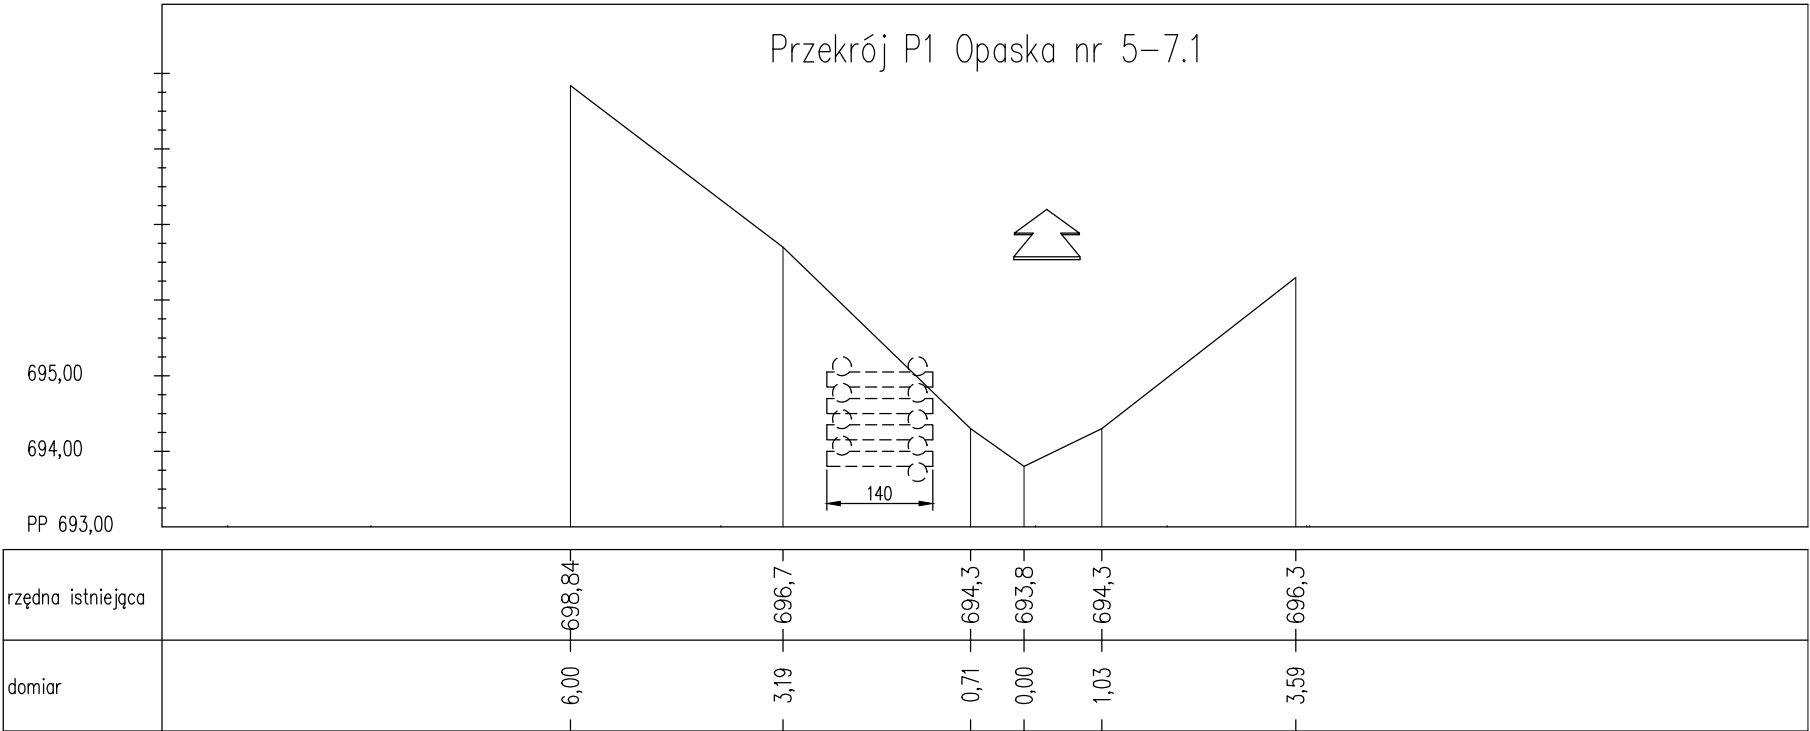 Przekrój P1 Opaska nr 5-7.1
695,00
694,00
140
PP 693,00
rzędna istniejąca 698,84 696,7 694,3 693,8 694,3 696,3
domiar 6,00 3,19 0,71 0,00 1,03 3,59